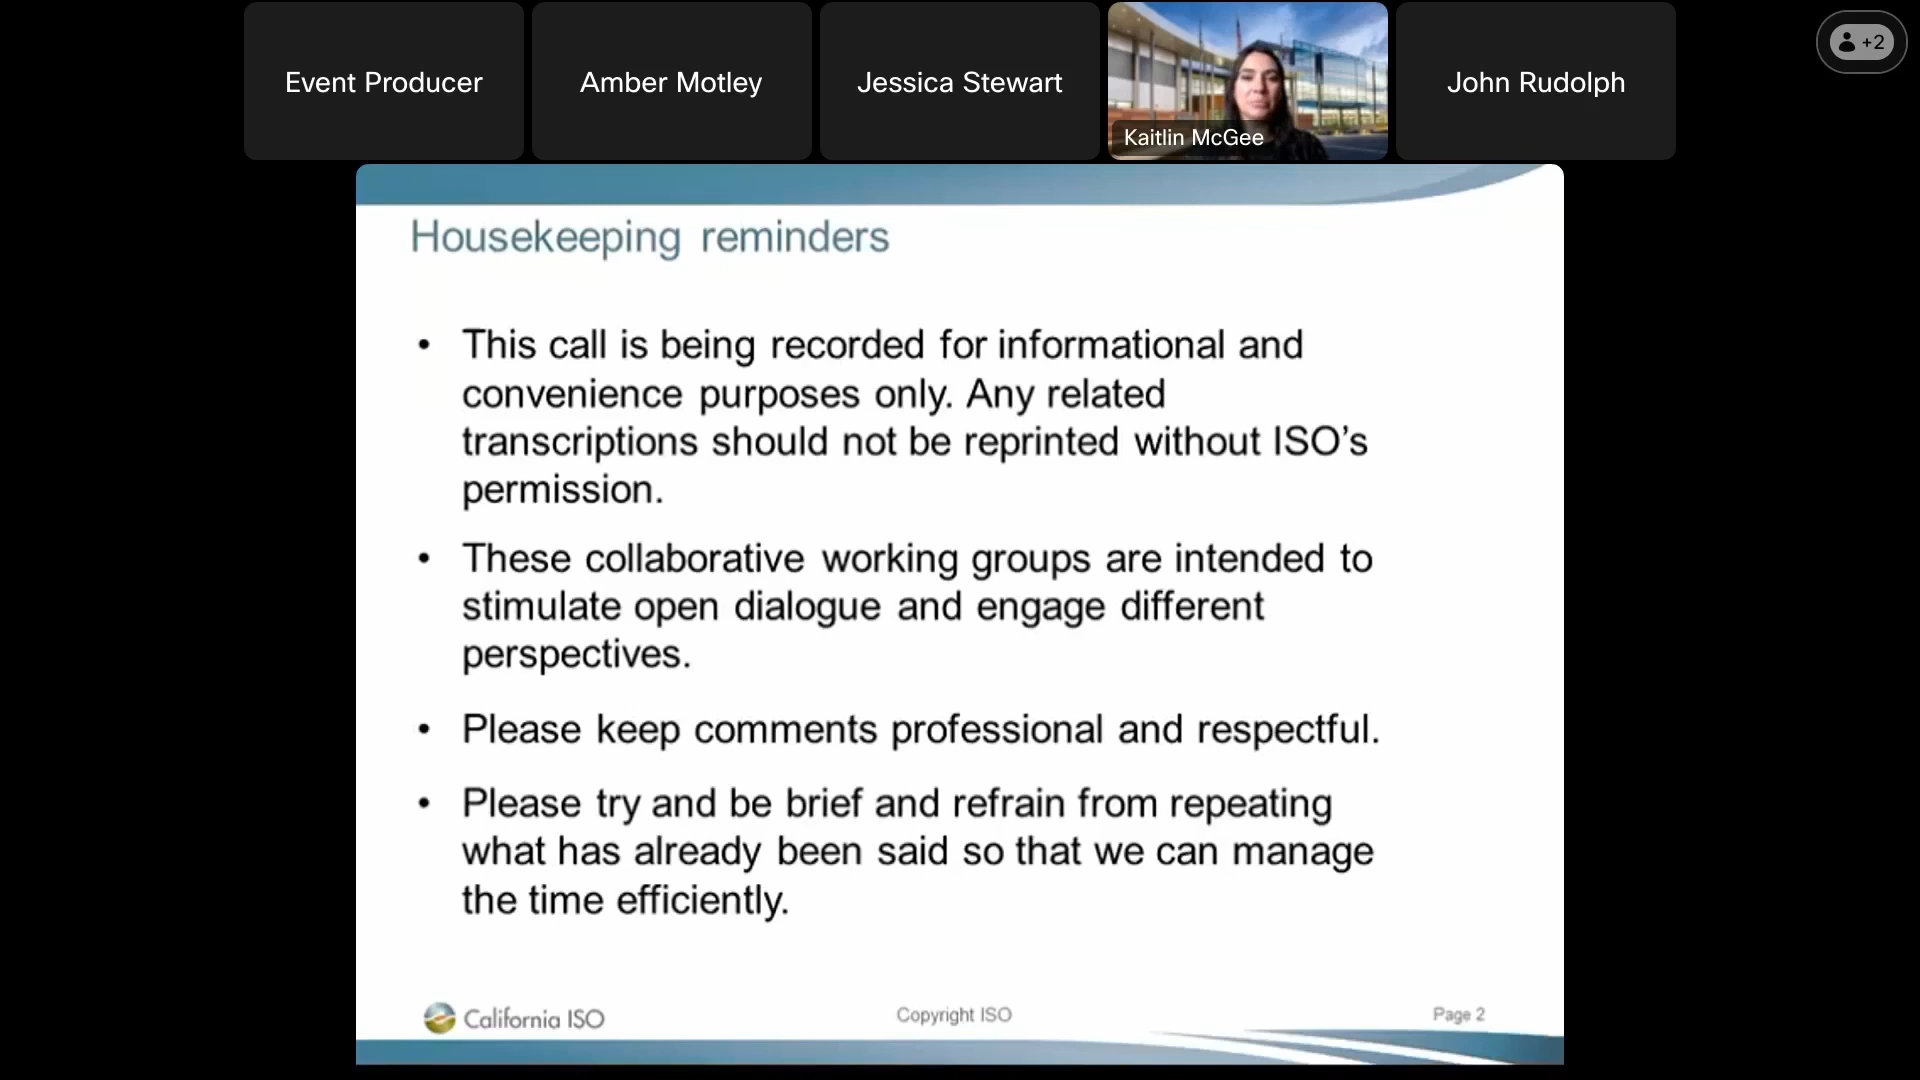 Event Producer
Amber Motley
Jessica Stewart
Kaitlin McGee
John Rudolph
+2
Housekeeping reminders
• This call is being recorded for informational and
convenience purposes only. Any related
transcriptions should not be reprinted without ISO’s
permission.
• These collaborative working groups are intended to
stimulate open dialogue and engage different
perspectives.
• Please keep comments professional and respectful.
• Please try and be brief and refrain from repeating
what has already been said so that we can manage
the time efficiently.
California ISO
Copyright ISO
Page 2